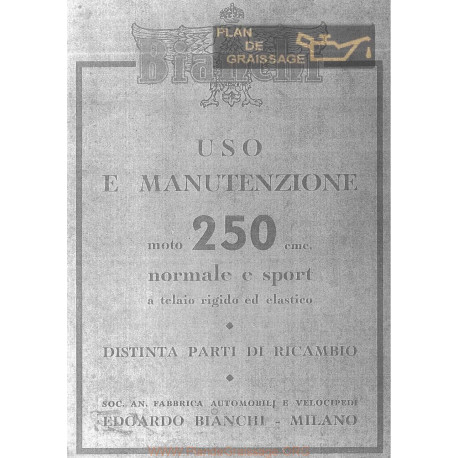 PLAN
DE
GRAISSAGE
Bianchi
USO
E MANUTENZIONE
moto 250 cmc.
normale e sport
a telaio rigido ed elastico
DISTINTA PARTI DI RICAMBIO
SOC. AN. FABBRICA AUTOMOBILI E VELOCIPEDI
EDOARDO BIANCHI - MILANO